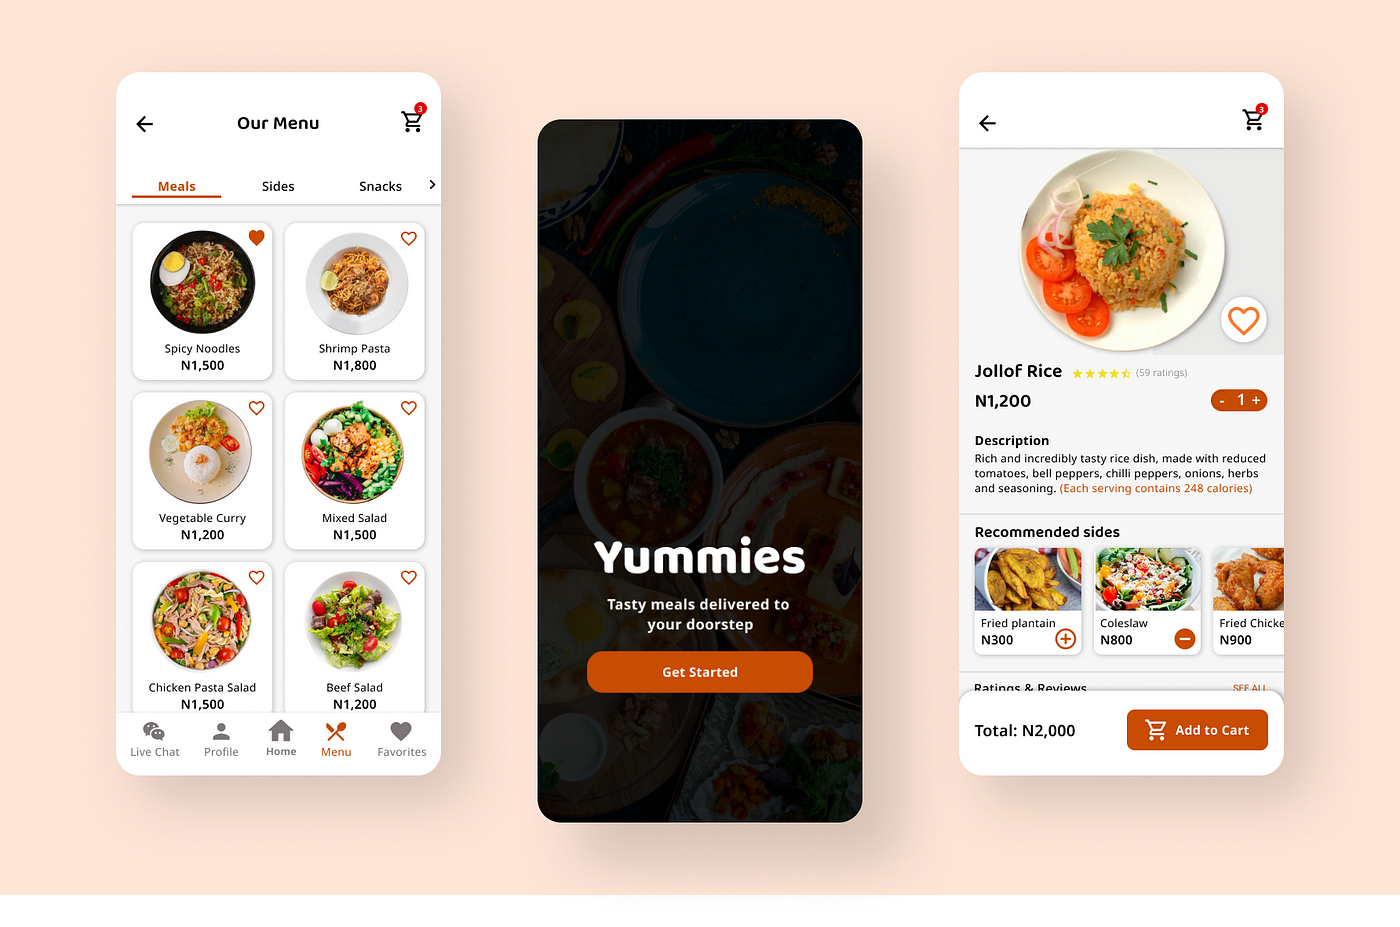 Our Menu
3
Meals
Sides
Snacks
Spicy Noodles
N1,500
Shrimp Pasta
N1,800
Vegetable Curry
N1,200
Mixed Salad
N1,500
Chicken Pasta Salad
N1,500
Beef Salad
N1,200
Live Chat
Profile
Home
Menu
Favorites
Yummies
Tasty meals delivered to
your doorstep
Get Started
3
Jollof Rice
(59 ratings)
N1,200
- 1 +
Description
Rich and incredibly tasty rice dish, made with reduced
tomatoes, bell peppers, chilli peppers, onions, herbs
and seasoning. (Each serving contains 248 calories)
Recommended sides
Fried plantain
N300
Coleslaw
N800
Fried Chicke
N900
Ratings & Reviews
SEE ALL
Total: N2,000
Add to Cart